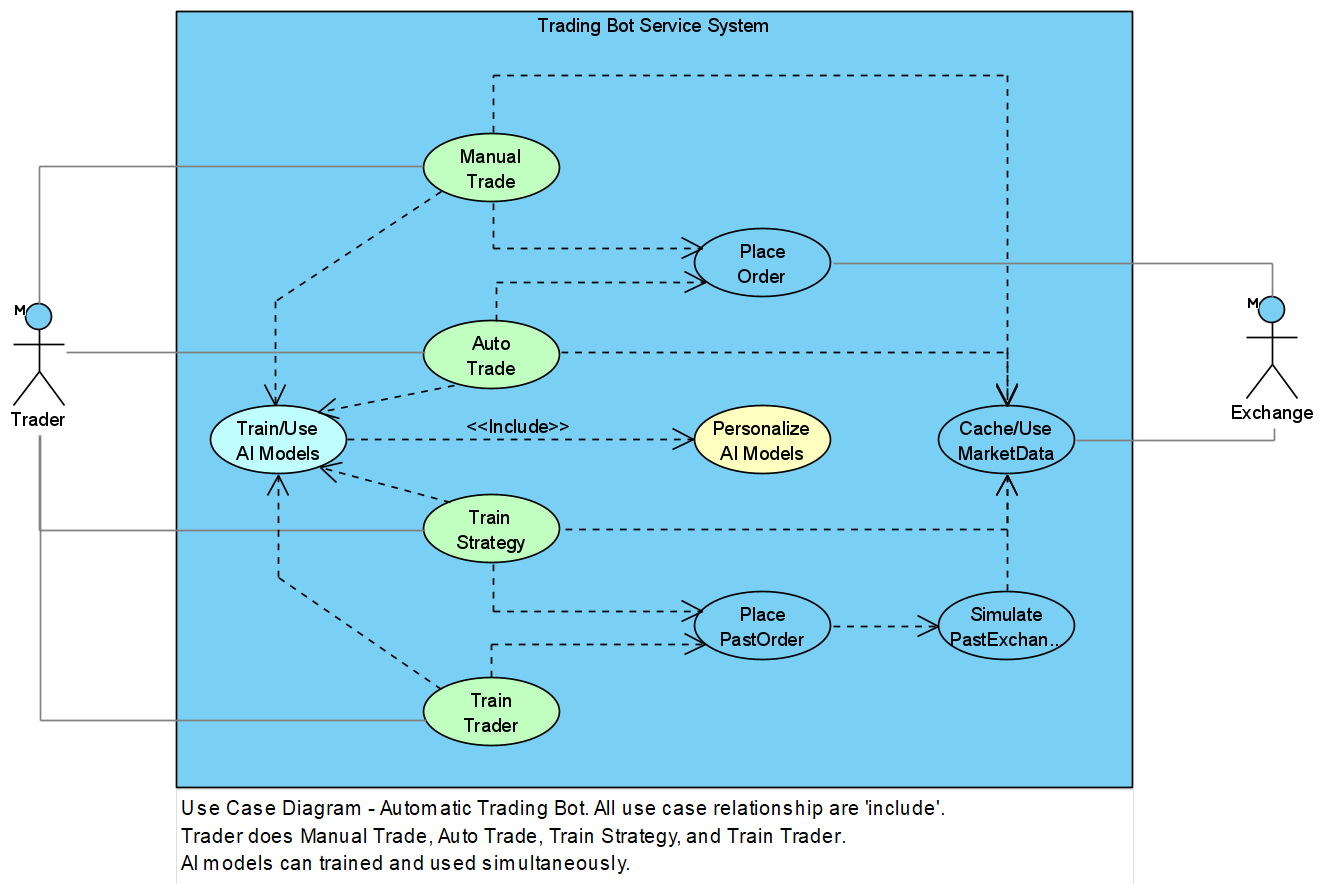 Trading Bot Service System
Manual
Trade
Place
Order
M
Trader
Auto
Trade
M
Exchange
Train/Use
AI Models
<<Include>>
Personalize
AI Models
Cache/Use
MarketData
Train
Strategy
Place
PastOrder
Simulate
PastExchan..
Train
Trader
Use Case Diagram - Automatic Trading Bot. All use case relationship are 'include'.
Trader does Manual Trade, Auto Trade, Train Strategy, and Train Trader.
AI models can trained and used simultaneously.